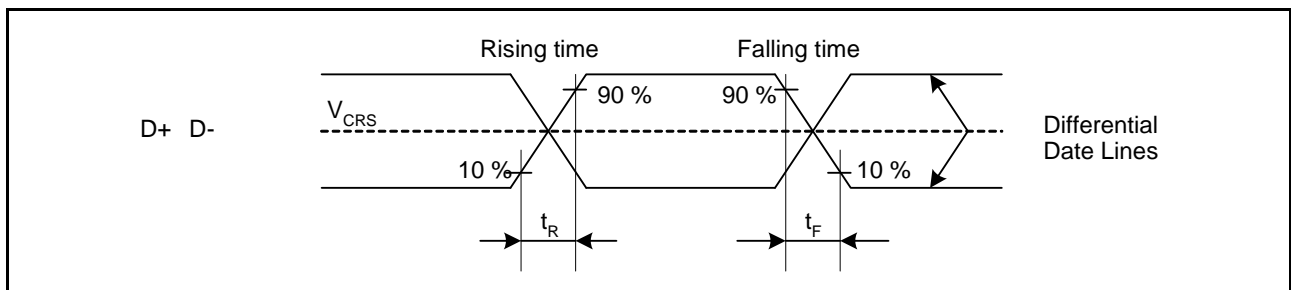 Rising time
Falling time
90 %
90 %
VCRS
D+ D-
Differential
Date Lines
10 %
10 %
tR
tF